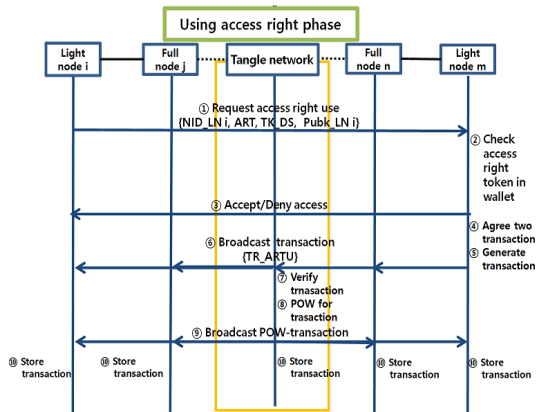 Using access right phase
Light
node i
Full
node j
Tangle network
Full
node n
Light
node m
① Request access right use
{NID_LN i, ART, TK_DS, Pubk_LN i}
② Check
access
right
token in
wallet
③ Accept/Deny access
④ Agree two
transaction
⑤ Generate
transaction
⑥ Broadcast transaction
{TR_ARTU}
⑦ Verify
trnasaction
⑧ POW for
trasaction
⑨ Broadcast POW-transaction
⑩ Store
transaction
⑩ Store
transaction
⑩ Store
transaction
⑩ Store
transaction
⑩ Store
transaction